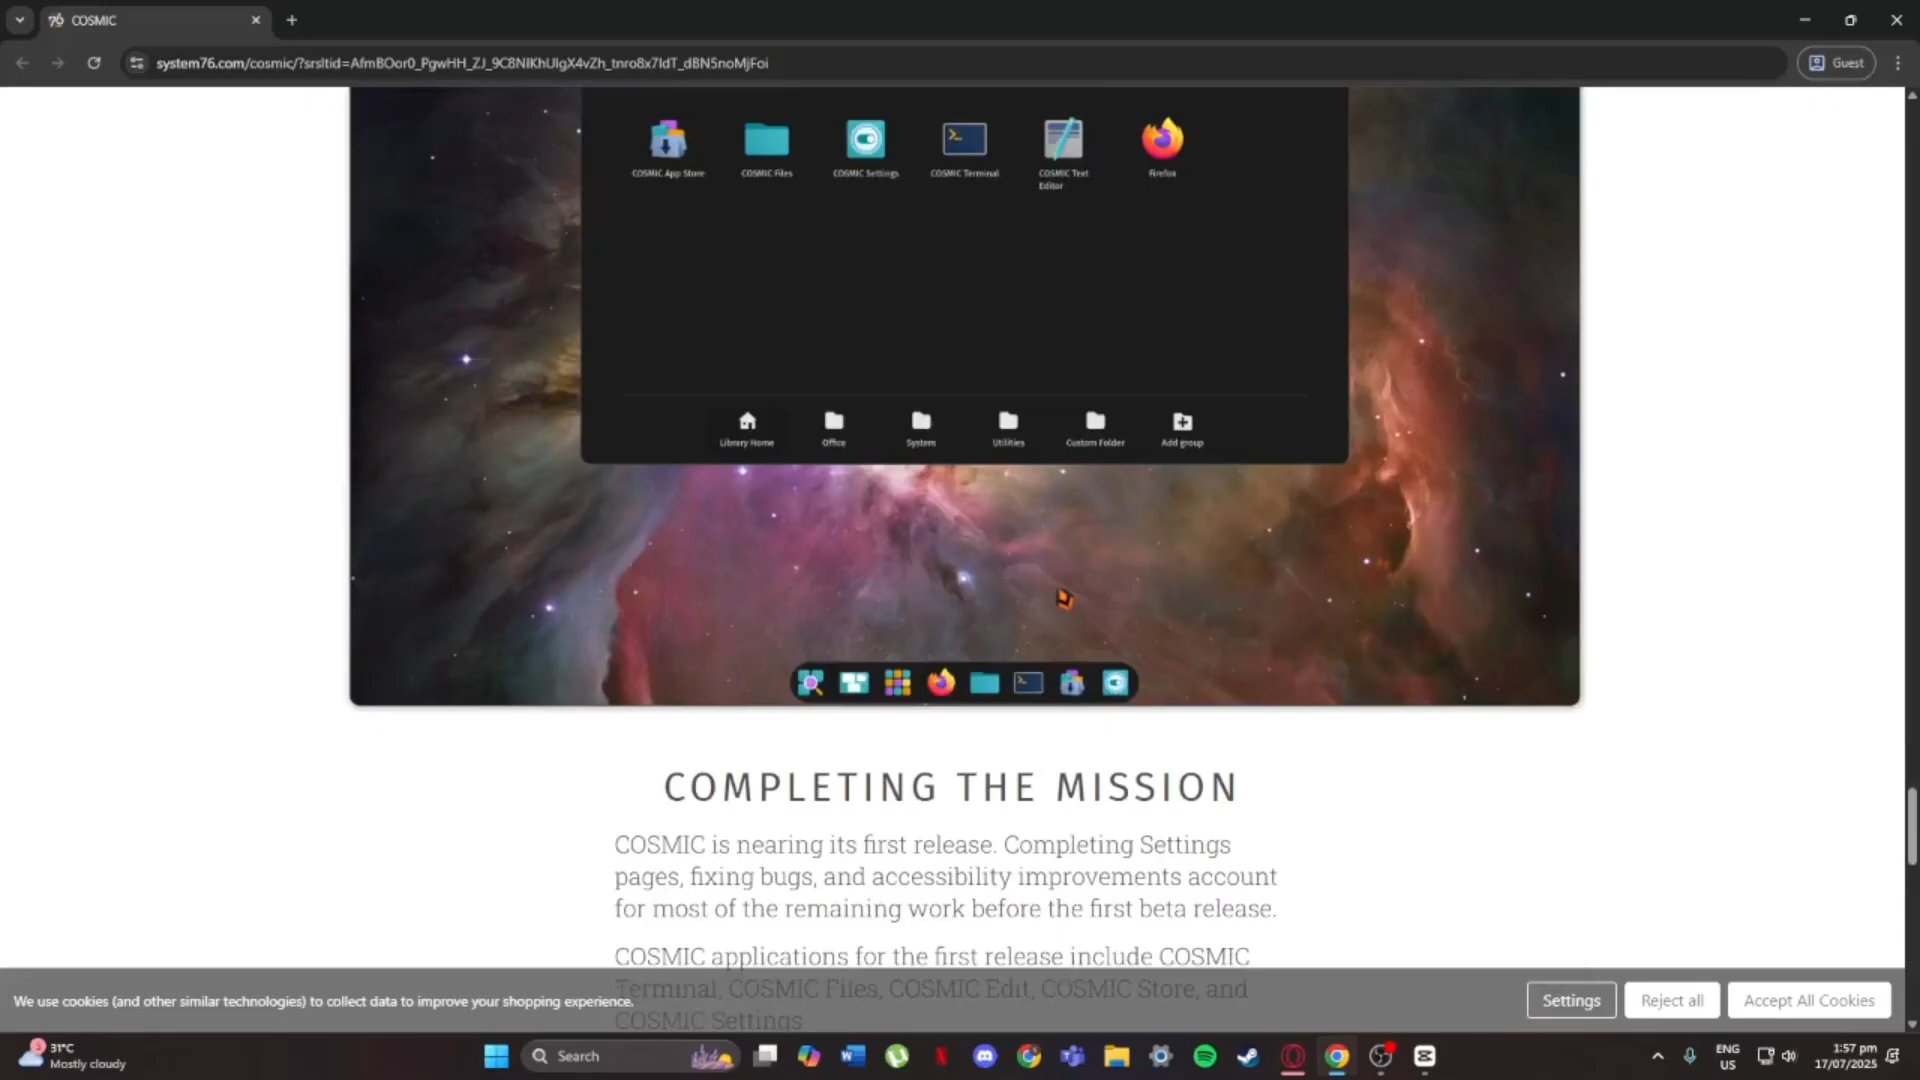 COSMIC
system76.com/cosmic/?srsltid=AfmBOor0_PgwHH_ZJ_9C8NIKhUIgX4vZh_tnro8x7ldT_dBN5noMjFoi
Guest
COSMIC App Store
COSMIC Files
COSMIC Settings
COSMIC Terminal
COSMIC Text
Editor
Firefox
Library Home
Office
System
Utilities
Custom Folder
Add group
COMPLETING THE MISSION
COSMIC is nearing its first release. Completing Settings
pages, fixing bugs, and accessibility improvements account
for most of the remaining work before the first beta release.
COSMIC applications for the first release include COSMIC
Terminal, COSMIC Files, COSMIC Edit, COSMIC Store, and
COSMIC Settings
We use cookies (and other similar technologies) to collect data to improve your shopping experience.
Settings
Reject all
Accept All Cookies
31°C
Mostly cloudy
Search
ENG
US
1:57 pm
17/07/2025